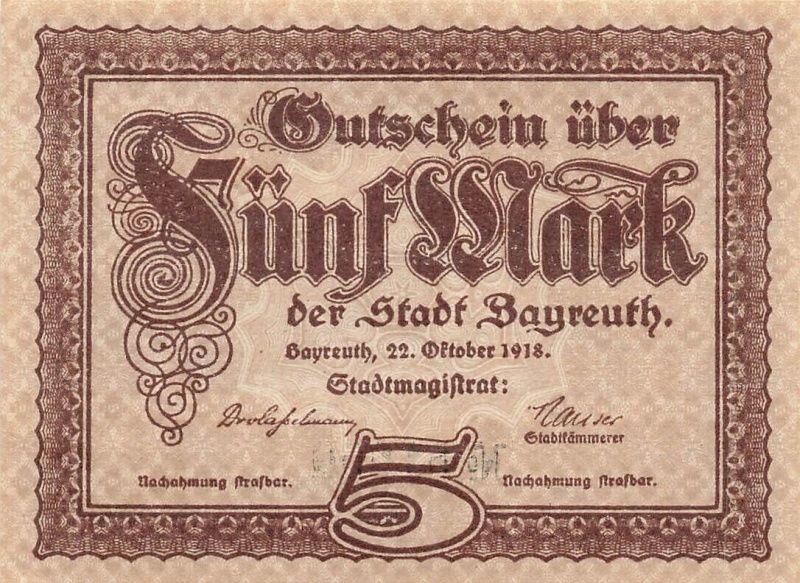 Gutschein über
Fünf Mark
der Stadt Bayreuth.
Bayreuth, 22. Oktober 1918.
Stadtmagistrat:
Stadtkämmerer
Nachahmung strafbar.
5
Nachahmung strafbar.